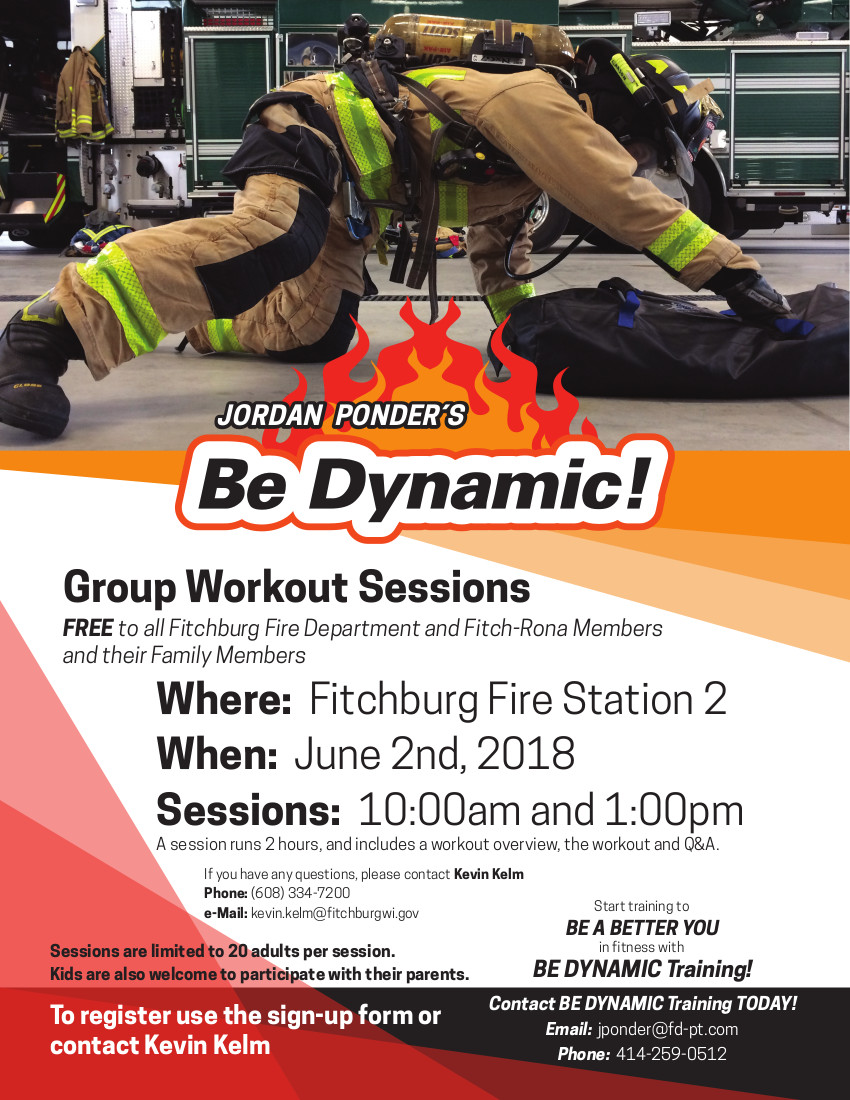 JORDAN PONDER'S
Be Dynamic!
Group Workout Sessions
FREE to all Fitchburg Fire Department and Fitch-Rona Members
and their Family Members
Where: Fitchburg Fire Station 2
When: June 2nd, 2018
Sessions: 10:00am and 1:00pm
A session runs 2 hours, and includes a workout overview, the workout and Q&A.
If you have any questions, please contact Kevin Kelm
Phone: (608) 334-7200
e-Mail: kevin.kelm@fitchburgwi.gov
Sessions are limited to 20 adults per session.
Kids are also welcome to participate with their parents.
Start training to
BE A BETTER YOU
in fitness with
BE DYNAMIC Training!
To register use the sign-up form or
contact Kevin Kelm
Contact BE DYNAMIC Training TODAY!
Email: jponder@fd-pt.com
Phone: 414-259-0512